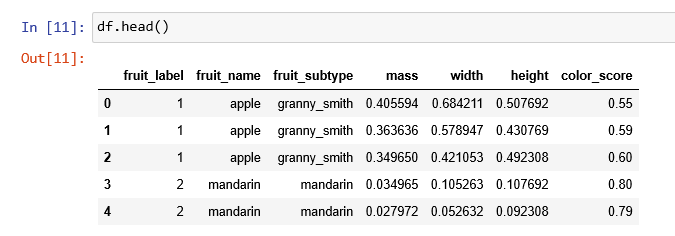 In [11]: df.head()
Out[11]:
fruit_label fruit_name fruit_subtype mass width height color_score
0 1 apple granny_smith 0.405594 0.684211 0.507692 0.55
1 1 apple granny_smith 0.363636 0.578947 0.430769 0.59
2 1 apple granny_smith 0.349650 0.421053 0.492308 0.60
3 2 mandarin mandarin 0.034965 0.105263 0.107692 0.80
4 2 mandarin mandarin 0.027972 0.052632 0.092308 0.79